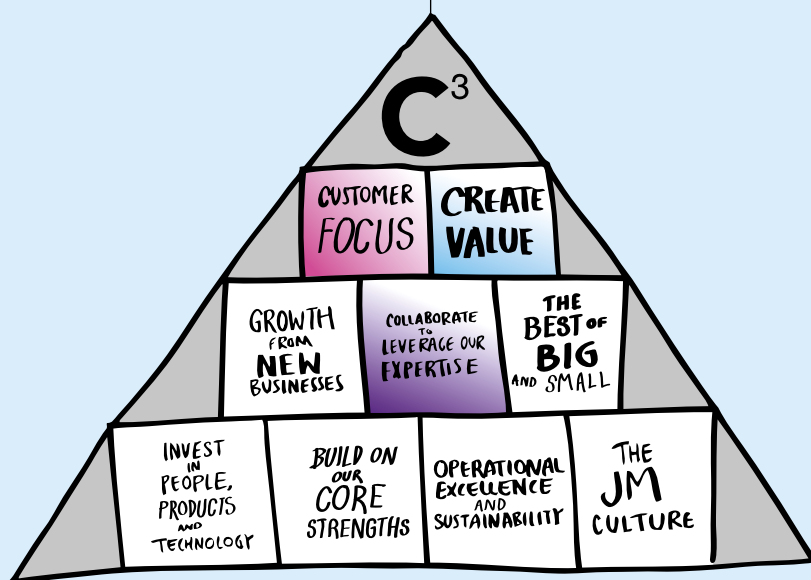 C³
CUSTOMER
FOCUS
CREATE
VALUE
GROWTH
FROM
NEW
BUSINESSES
COLLABORATE
TO
LEVERAGE OUR
EXPERTISE
THE
BEST OF
BIG
AND SMALL
INVEST
IN
PEOPLE,
PRODUCTS
AND
TECHNOLOGY
BUILD ON
OUR
CORE
STRENGTHS
OPERATIONAL
EXCELLENCE
AND
SUSTAINABILITY
THE
JM
CULTURE